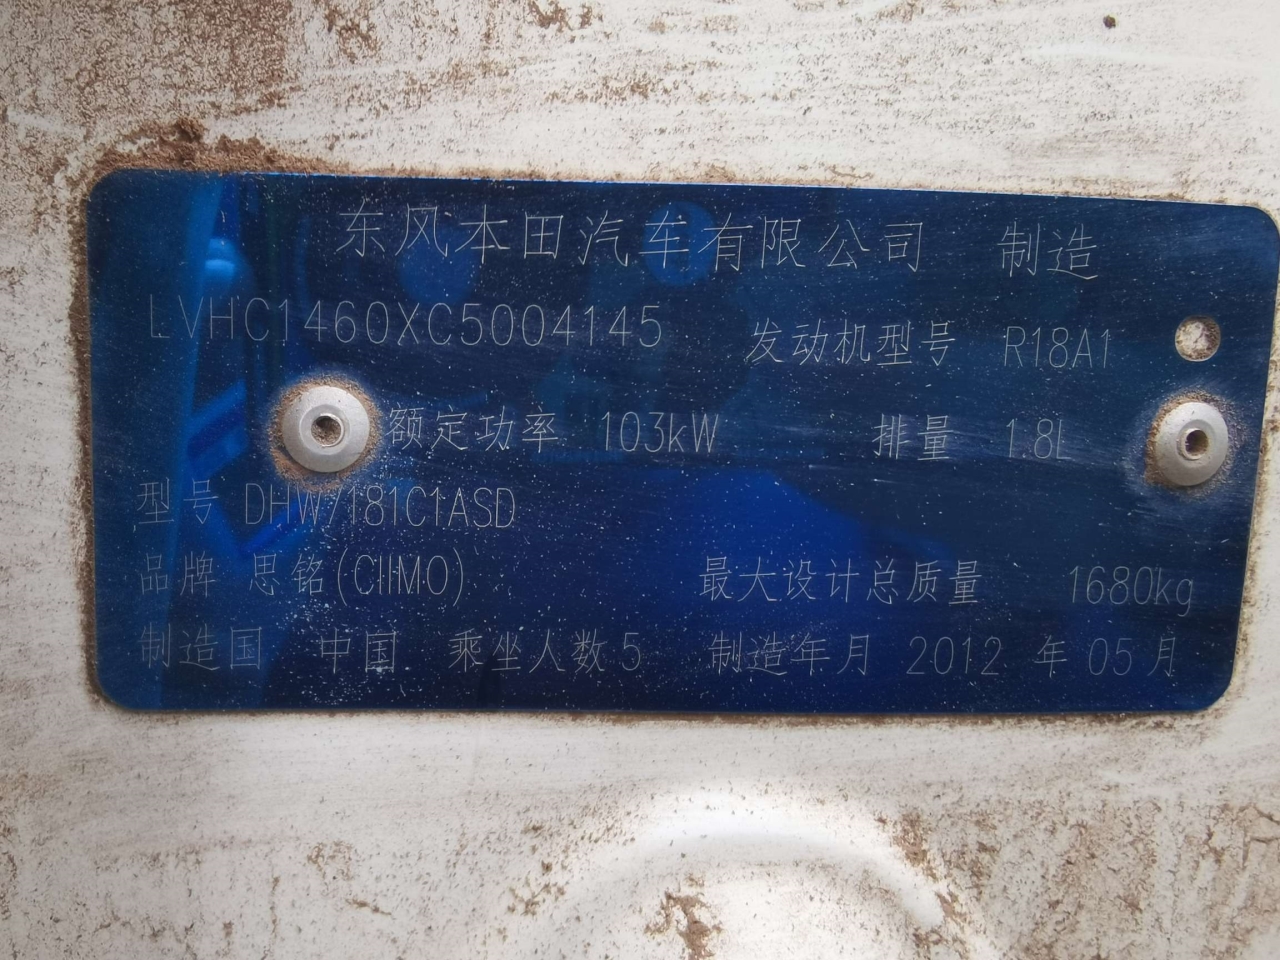 东风本田汽车有限公司 制造
LVHC1460XC5004145 发动机型号 R18A1
额定功率 103kW 排量 1.8L
型号 DHW7181C1ASD
品牌 思铭(CIIMO) 最大设计总质量 1680kg
制造国 中国 乘坐人数 5 制造年月 2012 年 05 月